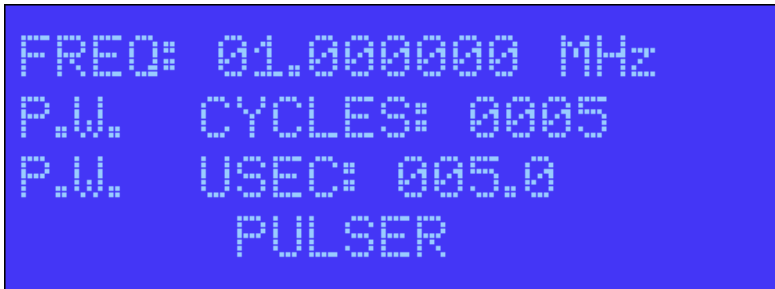 FREQ: 01.000000 MHz
P.W. CYCLES: 0005
P.W. USEC: 005.0
PULSER